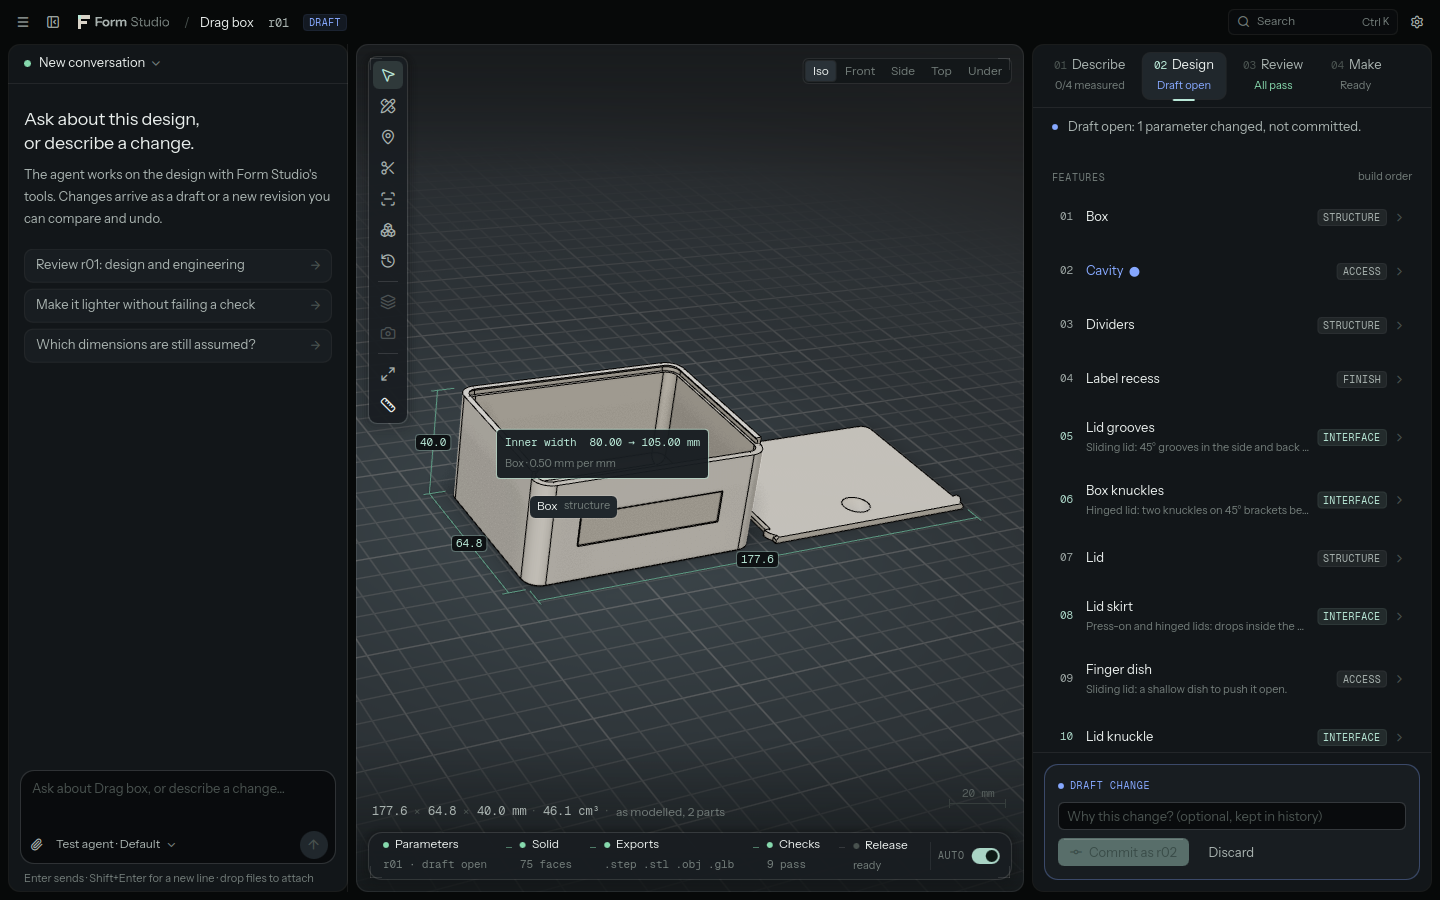 Form Studio / Drag box r01 DRAFT
Search Ctrl K
New conversation
Ask about this design,
or describe a change.
The agent works on the design with Form Studio's
tools. Changes arrive as a draft or a new revision you
can compare and undo.
Review r01: design and engineering
Make it lighter without failing a check
Which dimensions are still assumed?
Ask about Drag box, or describe a change...
Test agent · Default
Enter sends · Shift+Enter for a new line · drop files to attach
Iso Front Side Top Under
40.0
Inner width 80.00 → 105.00 mm
Box · 0.50 mm per mm
Box structure
64.8
177.6
20 mm
177.6 × 64.8 × 40.0 mm · 46.1 cm³ · as modelled, 2 parts
Parameters
r01 · draft open
Solid
75 faces
Exports
.step .stl .obj .glb
Checks
9 pass
Release
ready
AUTO
01 Describe
0/4 measured
02 Design
Draft open
03 Review
All pass
04 Make
Ready
Draft open: 1 parameter changed, not committed.
FEATURES build order
01 Box STRUCTURE
02 Cavity ACCESS
03 Dividers STRUCTURE
04 Label recess FINISH
05 Lid grooves INTERFACE
Sliding lid: 45° grooves in the side and back ...
06 Box knuckles INTERFACE
Hinged lid: two knuckles on 45° brackets be...
07 Lid STRUCTURE
08 Lid skirt INTERFACE
Press-on and hinged lids: drops inside the ...
09 Finger dish ACCESS
Sliding lid: a shallow dish to push it open.
10 Lid knuckle INTERFACE
DRAFT CHANGE
Why this change? (optional, kept in history)
Commit as r02 Discard